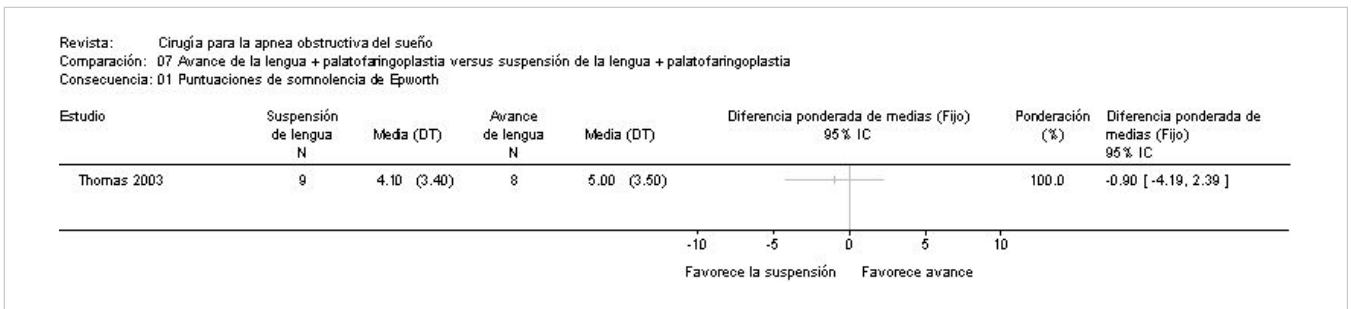 Revista: Cirugía para la apnea obstructiva del sueño
Comparación: 07 Avance de la lengua + palatofaringoplastia versus suspensión de la lengua + palatofaringoplastia
Consecuencia: 01 Puntuaciones de somnolencia de Epworth
Estudio Suspensión Avance Diferencia ponderada de medias (Fijo) Ponderación Diferencia ponderada de
de lengua Media (DT) de lengua Media (DT) 95% IC (%) medias (Fijo)
N N 95% IC
Thomas 2003 9 4.10 (3.40) 8 5.00 (3.50) 100.0 -0.90 [ -4.19, 2.39 ]
-10 -5 0 5 10
Favorece la suspensión Favorece avance